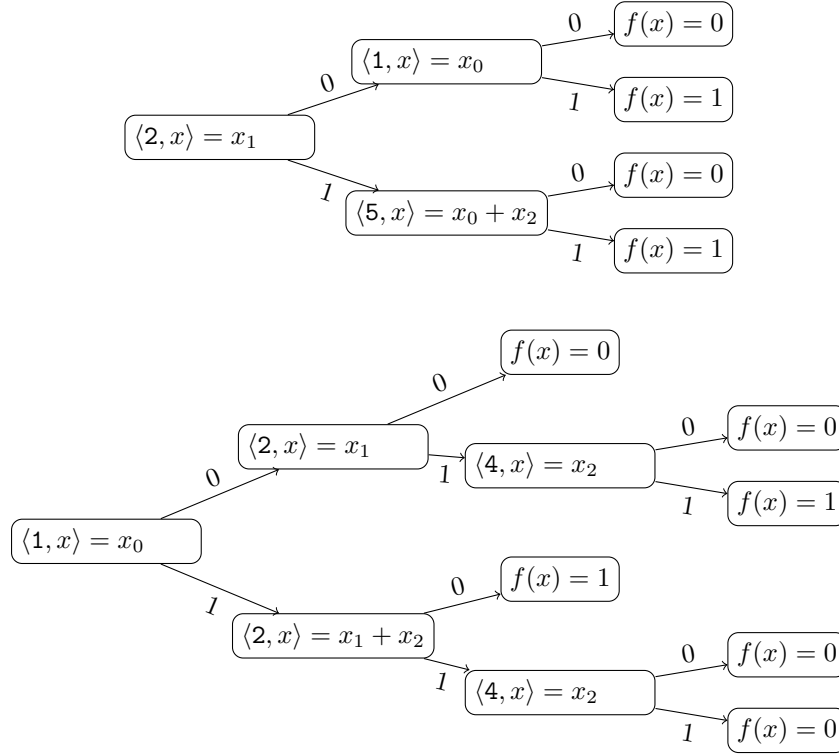 ⟨2, x⟩ = x₁
0
1
⟨1, x⟩ = x₀
0
1
f(x) = 0
f(x) = 1
⟨5, x⟩ = x₀ + x₂
0
1
f(x) = 0
f(x) = 1
⟨1, x⟩ = x₀
0
1
⟨2, x⟩ = x₁
0
1
f(x) = 0
⟨4, x⟩ = x₂
0
1
f(x) = 0
f(x) = 1
⟨2, x⟩ = x₁ + x₂
0
1
f(x) = 1
⟨4, x⟩ = x₂
0
1
f(x) = 0
f(x) = 0